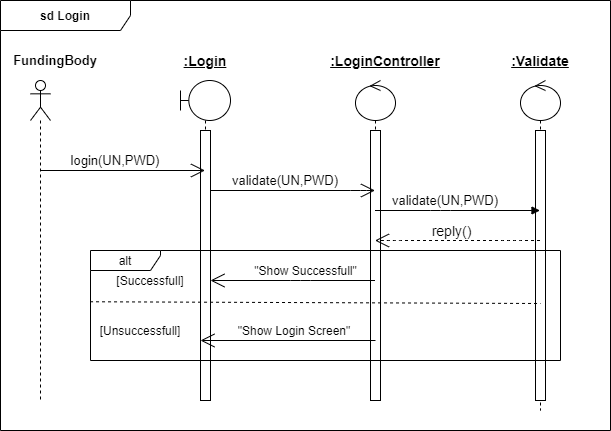 sd Login
FundingBody
:Login
:LoginController
:Validate
login(UN,PWD)
validate(UN,PWD)
validate(UN,PWD)
reply()
alt
[Successfull]
"Show Successfull"
[Unsuccessfull]
"Show Login Screen"